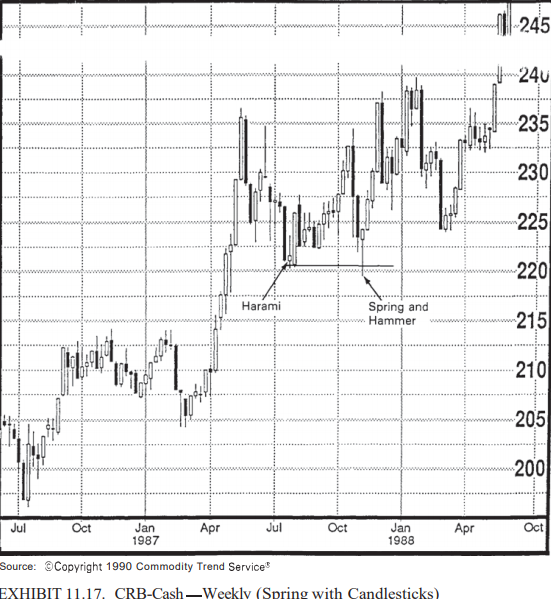 245
240
235
230
225
220
Harami
Spring and
Hammer
215
210
205
200
Jul Oct Jan Apr Jul Oct Jan Apr Oct
1987 1988
Source: ©Copyright 1990 Commodity Trend Service®
EXHIBIT 11.17. CRB-Cash—Weekly (Spring with Candlesticks)